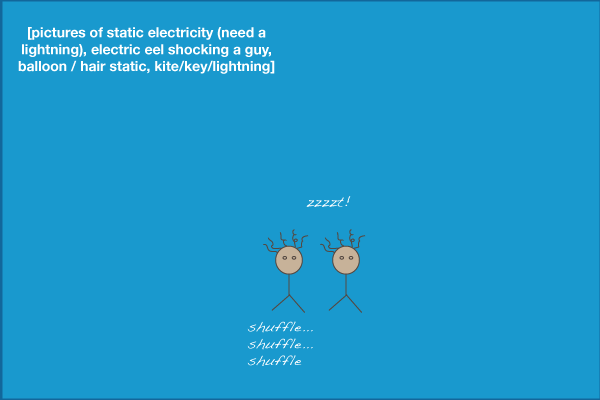 [pictures of static electricity (need a
lightning), electric eel shocking a guy,
balloon / hair static, kite/key/lightning]
zzzzt!
shuffle...
shuffle...
shuffle